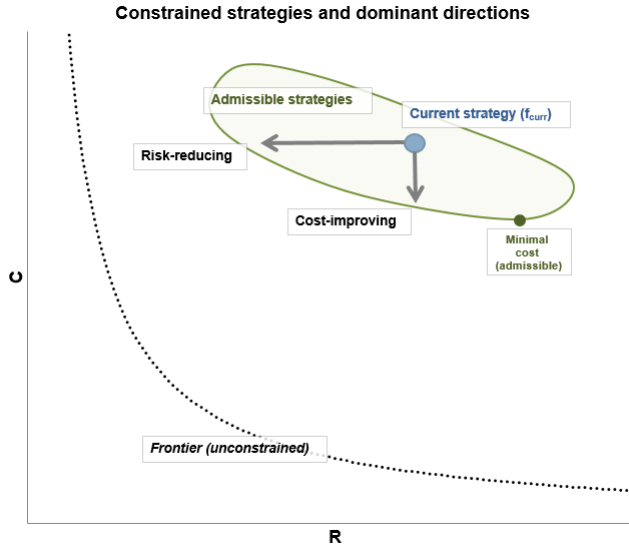 Constrained strategies and dominant directions
Admissible strategies
Current strategy (fcurr)
Risk-reducing
Cost-improving
Minimal
cost
(admissible)
C
Frontier (unconstrained)
R